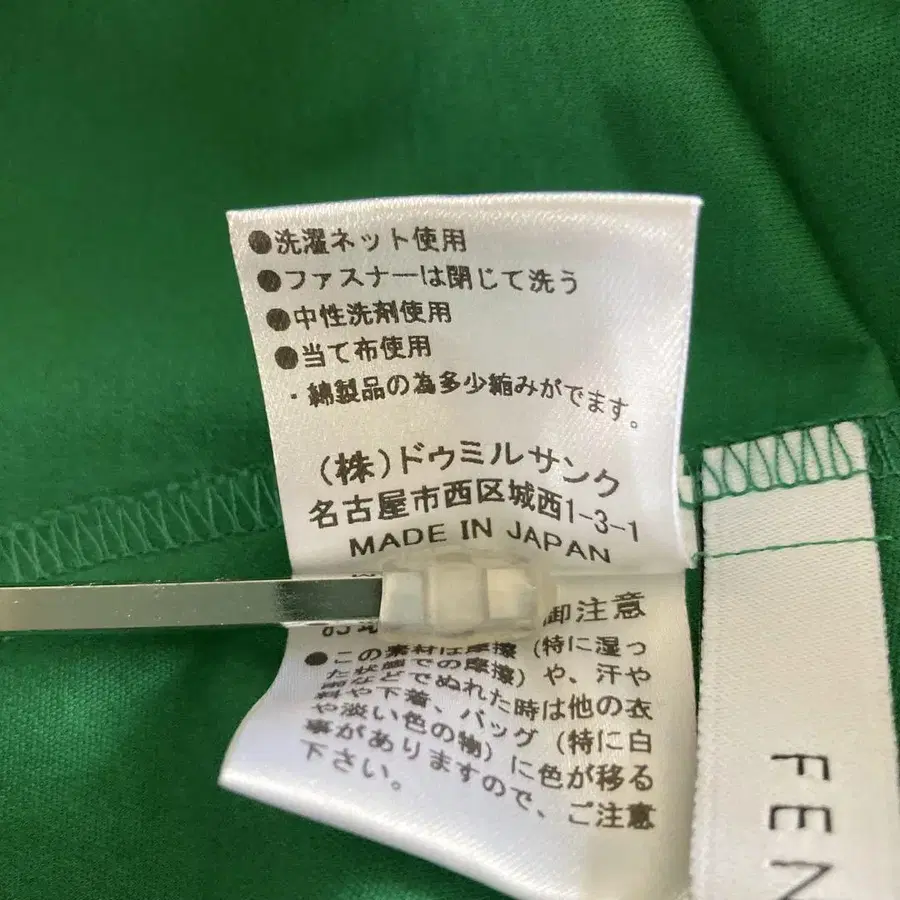 ●洗濯ネット使用
●ファスナーは閉じて洗う
●中性洗剤使用
●当て布使用
・綿製品の為多少縮みがでます。
(株)ドゥミルサンク
名古屋市西区城西1-3-1
MADE IN JAPAN
御注意
●この素材は摩擦(特に湿っ
た状態での摩擦)や、汗や
雨などでぬれた時は他の衣
料や下着、バッグ(特に白
や淡い色の物)に色が移る
事がありますので、ご注意
下さい。
FEN